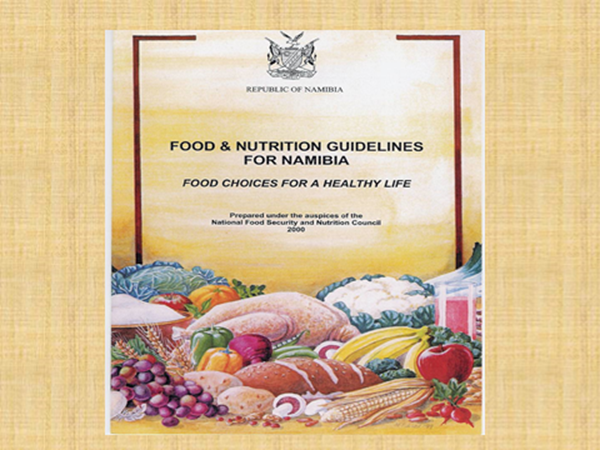 REPUBLIC OF NAMIBIA
FOOD & NUTRITION GUIDELINES
FOR NAMIBIA
FOOD CHOICES FOR A HEALTHY LIFE
Prepared under the auspices of the
National Food Security and Nutrition Council
2000